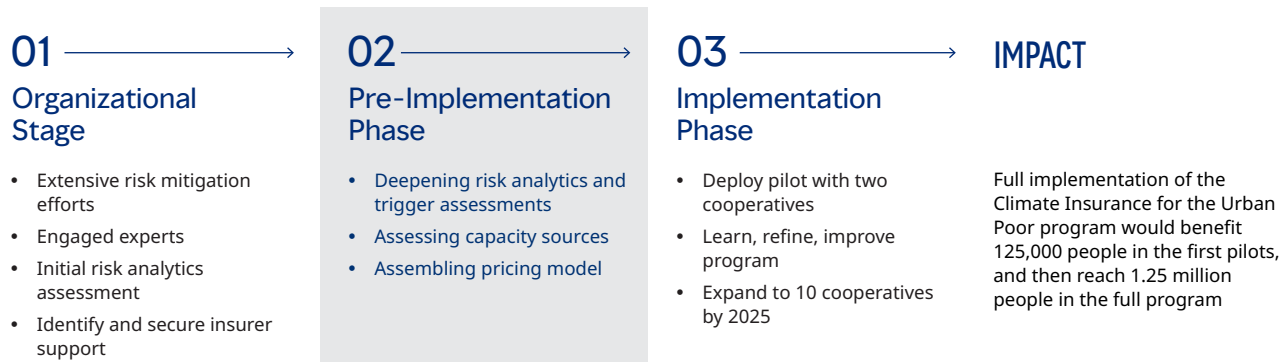 01
Organizational
Stage
• Extensive risk mitigation
efforts
• Engaged experts
• Initial risk analytics
assessment
• Identify and secure insurer
support
02
Pre-Implementation
Phase
• Deepening risk analytics and
trigger assessments
• Assessing capacity sources
• Assembling pricing model
03
Implementation
Phase
• Deploy pilot with two
cooperatives
• Learn, refine, improve
program
• Expand to 10 cooperatives
by 2025
IMPACT
Full implementation of the
Climate Insurance for the Urban
Poor program would benefit
125,000 people in the first pilots,
and then reach 1.25 million
people in the full program